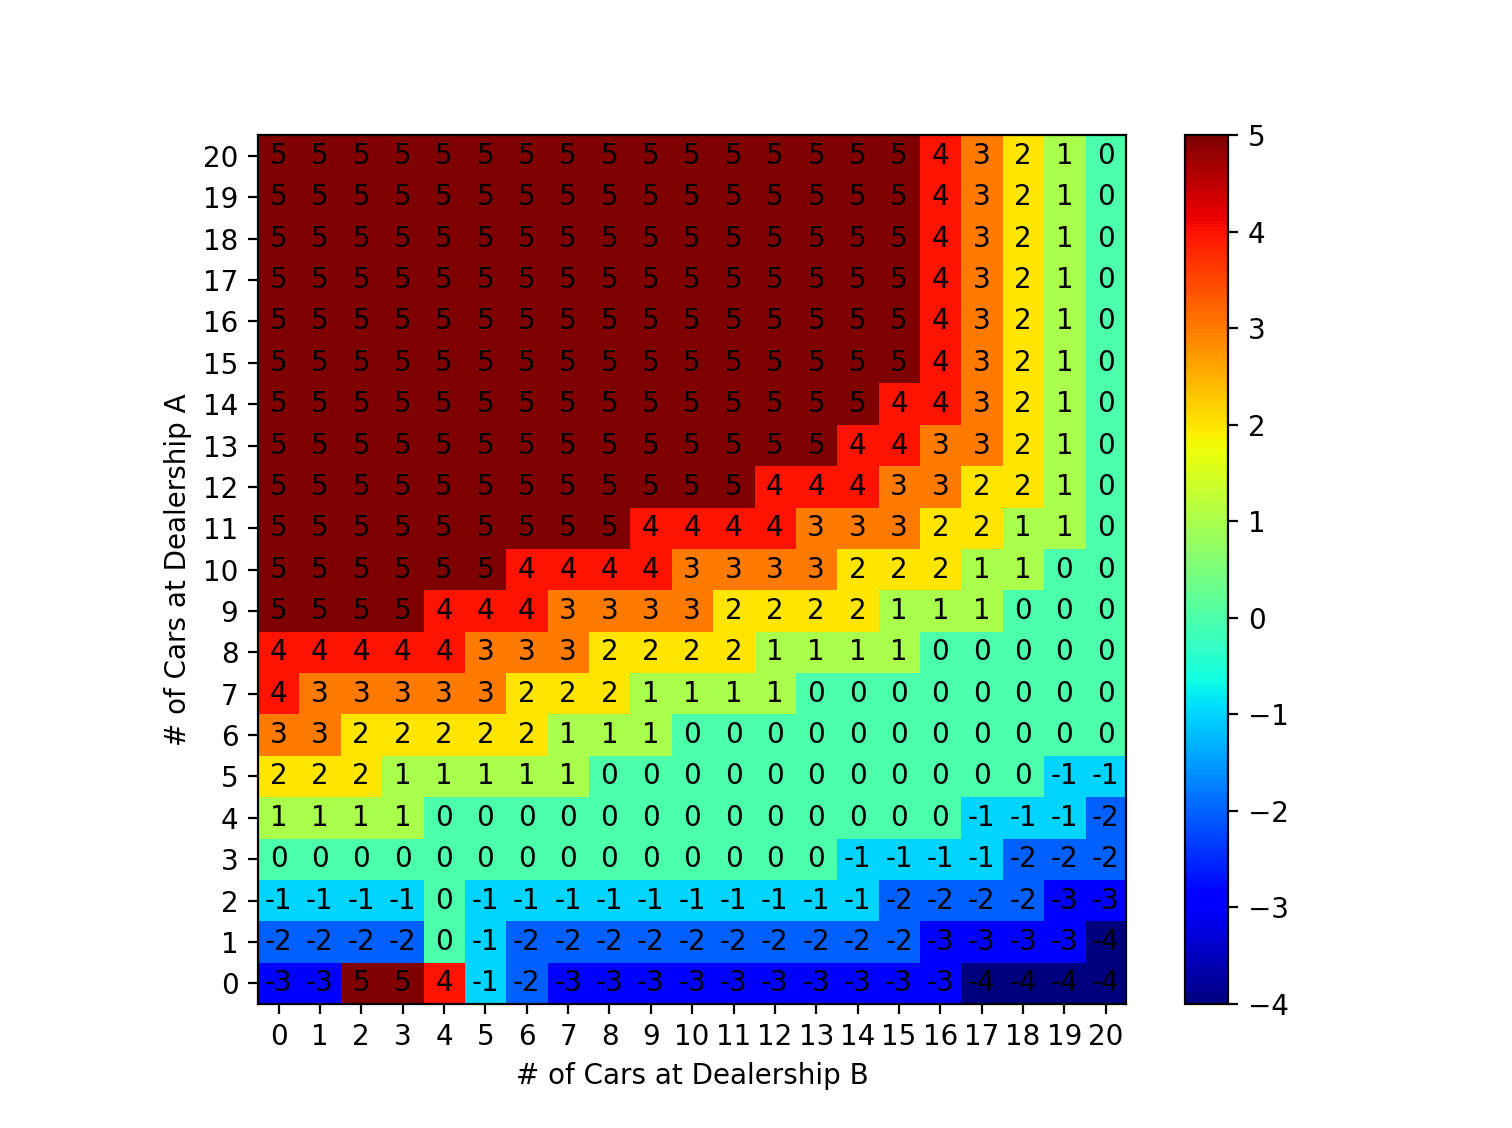 20 5 5 5 5 5 5 5 5 5 5 5 5 5 5 5 5 4 3 2 1 0
19 5 5 5 5 5 5 5 5 5 5 5 5 5 5 5 5 4 3 2 1 0
18 5 5 5 5 5 5 5 5 5 5 5 5 5 5 5 5 4 3 2 1 0
17 5 5 5 5 5 5 5 5 5 5 5 5 5 5 5 5 4 3 2 1 0
16 5 5 5 5 5 5 5 5 5 5 5 5 5 5 5 5 4 3 2 1 0
15 5 5 5 5 5 5 5 5 5 5 5 5 5 5 5 5 4 3 2 1 0
14 5 5 5 5 5 5 5 5 5 5 5 5 5 5 5 4 4 3 2 1 0
13 5 5 5 5 5 5 5 5 5 5 5 5 5 5 4 4 3 3 2 1 0
12 5 5 5 5 5 5 5 5 5 5 5 5 4 4 4 3 3 2 2 1 0
11 5 5 5 5 5 5 5 5 5 4 4 4 4 3 3 3 2 2 1 1 0
10 5 5 5 5 5 5 4 4 4 4 3 3 3 3 2 2 2 1 1 0 0
9 5 5 5 5 4 4 4 3 3 3 3 2 2 2 2 1 1 1 0 0 0
8 4 4 4 4 4 3 3 3 2 2 2 2 1 1 1 1 0 0 0 0 0
7 4 3 3 3 3 3 2 2 2 1 1 1 1 0 0 0 0 0 0 0 0
6 3 3 2 2 2 2 2 1 1 1 0 0 0 0 0 0 0 0 0 0 0
5 2 2 2 1 1 1 1 1 0 0 0 0 0 0 0 0 0 0 0 -1 -1
4 1 1 1 1 0 0 0 0 0 0 0 0 0 0 0 0 0 -1 -1 -1 -2
3 0 0 0 0 0 0 0 0 0 0 0 0 0 0 -1 -1 -1 -1 -2 -2 -2
2 -1 -1 -1 -1 0 -1 -1 -1 -1 -1 -1 -1 -1 -1 -1 -2 -2 -2 -2 -3 -3
1 -2 -2 -2 -2 0 -1 -2 -2 -2 -2 -2 -2 -2 -2 -2 -2 -3 -3 -3 -3 -4
0 -3 -3 5 5 4 -1 -2 -3 -3 -3 -3 -3 -3 -3 -3 -3 -3 -4 -4 -4 -4
0 1 2 3 4 5 6 7 8 9 10 11 12 13 14 15 16 17 18 19 20
# of Cars at Dealership B
# of Cars at Dealership A
5
4
3
2
1
0
−1
−2
−3
−4